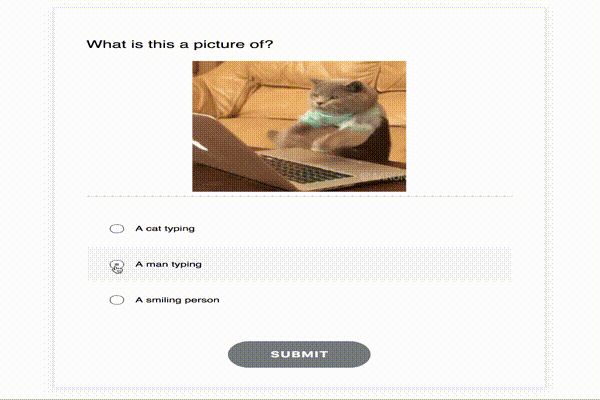 What is this a picture of?
A cat typing
A man typing
A smiling person
SUBMIT